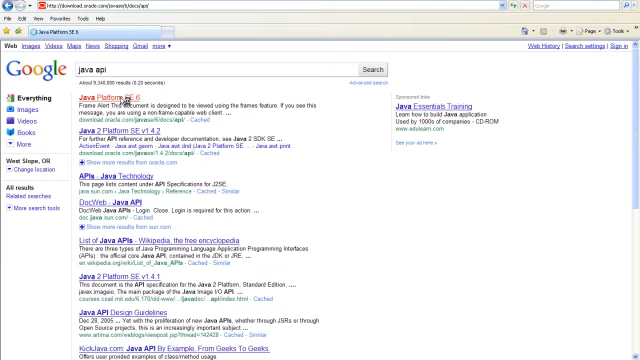 http://download.oracle.com/javase/6/docs/api/
Google
File Edit View Favorites Tools Help
Java Platform SE 6
Page Tools
Web Images Videos Maps News Shopping Gmail more
Web History | Search settings | Sign in
Google
java api
Search
About 9,340,000 results (0.23 seconds)
Advanced search
Everything
Images
Videos
Books
More
West Slope, OR
Change location
All results
Related searches
More search tools
Java Platform SE 6
Frame Alert This document is designed to be viewed using the frames feature. If you see this
message, you are using a non-frame-capable web client. ...
download.oracle.com/javase/6/docs/api/ - Cached
Java 2 Platform SE v1.4.2
For further API reference and developer documentation, see Java 2 SDK SE ...
ActionEvent - Java.awt.geom - Java.awt.dnd (Java 2 Platform SE ... - Java.awt.print
download.oracle.com/javase/1.4.2/docs/api/ - Cached
Show more results from oracle.com
APIs - Java Technology
This page lists content under API Specifications for J2SE.
java.sun.com › Java Technology › Reference - Cached - Similar
DocWeb - Java API
DocWeb Java APIs - Login. Close. Login is required for this action. ...
doc.java.sun.com/ - Cached
Show more results from sun.com
List of Java APIs - Wikipedia, the free encyclopedia
There are three types of Java Programming Language Application Programming Interfaces
(APIs) : the official core Java API, contained in the JDK or JRE, ...
en.wikipedia.org/wiki/List_of_Java_APIs - Cached - Similar
Java 2 Platform SE v1.4.1
This document is the API specification for the Java 2 Platform, Standard Edition, ...
javax.imageio, The main package of the Java Image I/O API. ...
courses.csail.mit.edu/6.170/old-www/.../javadoc/.../api/index.html - Cached
Java API Design Guidelines
Dec 28, 2005 ... Yet with the proliferation of new Java APIs, whether through JSRs or through
Open Source projects, this is an increasingly important subject. ...
www.artima.com/weblogs/viewpost.jsp?thread=142428 - Cached - Similar
KickJava.com: Java API By Example, From Geeks To Geeks
Offers user provided examples of class/method usage
Sponsored links
Java Essentials Training
Learn how to build Java application
Used by 1000s of companies - CD-ROM
www.edulearn.com
See your ad here »